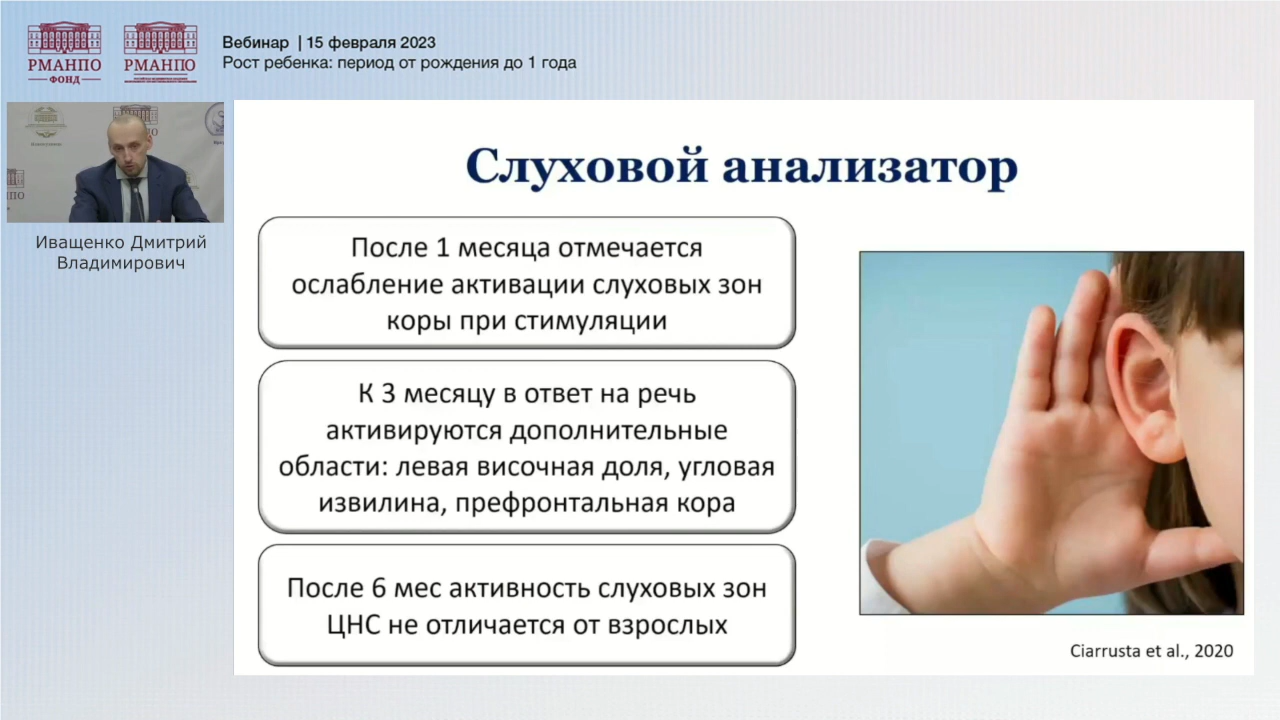 РМАНПО
ФОНД
РМАНПО
Вебинар | 15 февраля 2023
Рост ребенка: период от рождения до 1 года
Иващенко Дмитрий
Владимирович
Слуховой анализатор
После 1 месяца отмечается
ослабление активации слуховых зон
коры при стимуляции
К 3 месяцу в ответ на речь
активируются дополнительные
области: левая височная доля, угловая
извилина, префронтальная кора
После 6 мес активность слуховых зон
ЦНС не отличается от взрослых
Ciarrusta et al., 2020